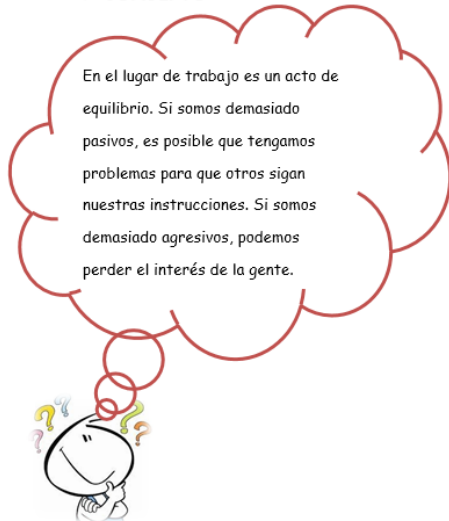 En el lugar de trabajo es un acto de
equilibrio. Si somos demasiado
pasivos, es posible que tengamos
problemas para que otros sigan
nuestras instrucciones. Si somos
demasiado agresivos, podemos
perder el interés de la gente.